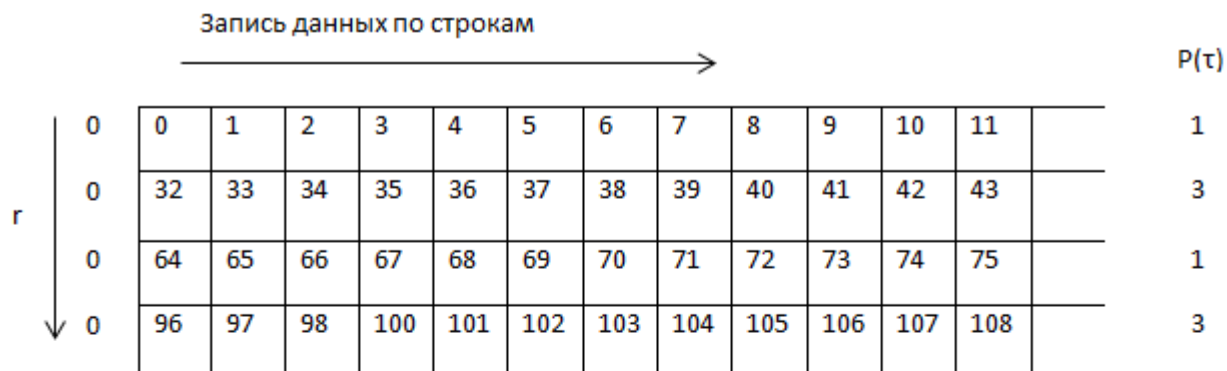 Запись данных по строкам
P(τ)
0 0 1 2 3 4 5 6 7 8 9 10 11 1
0 32 33 34 35 36 37 38 39 40 41 42 43 3
r
0 64 65 66 67 68 69 70 71 72 73 74 75 1
0 96 97 98 100 101 102 103 104 105 106 107 108 3